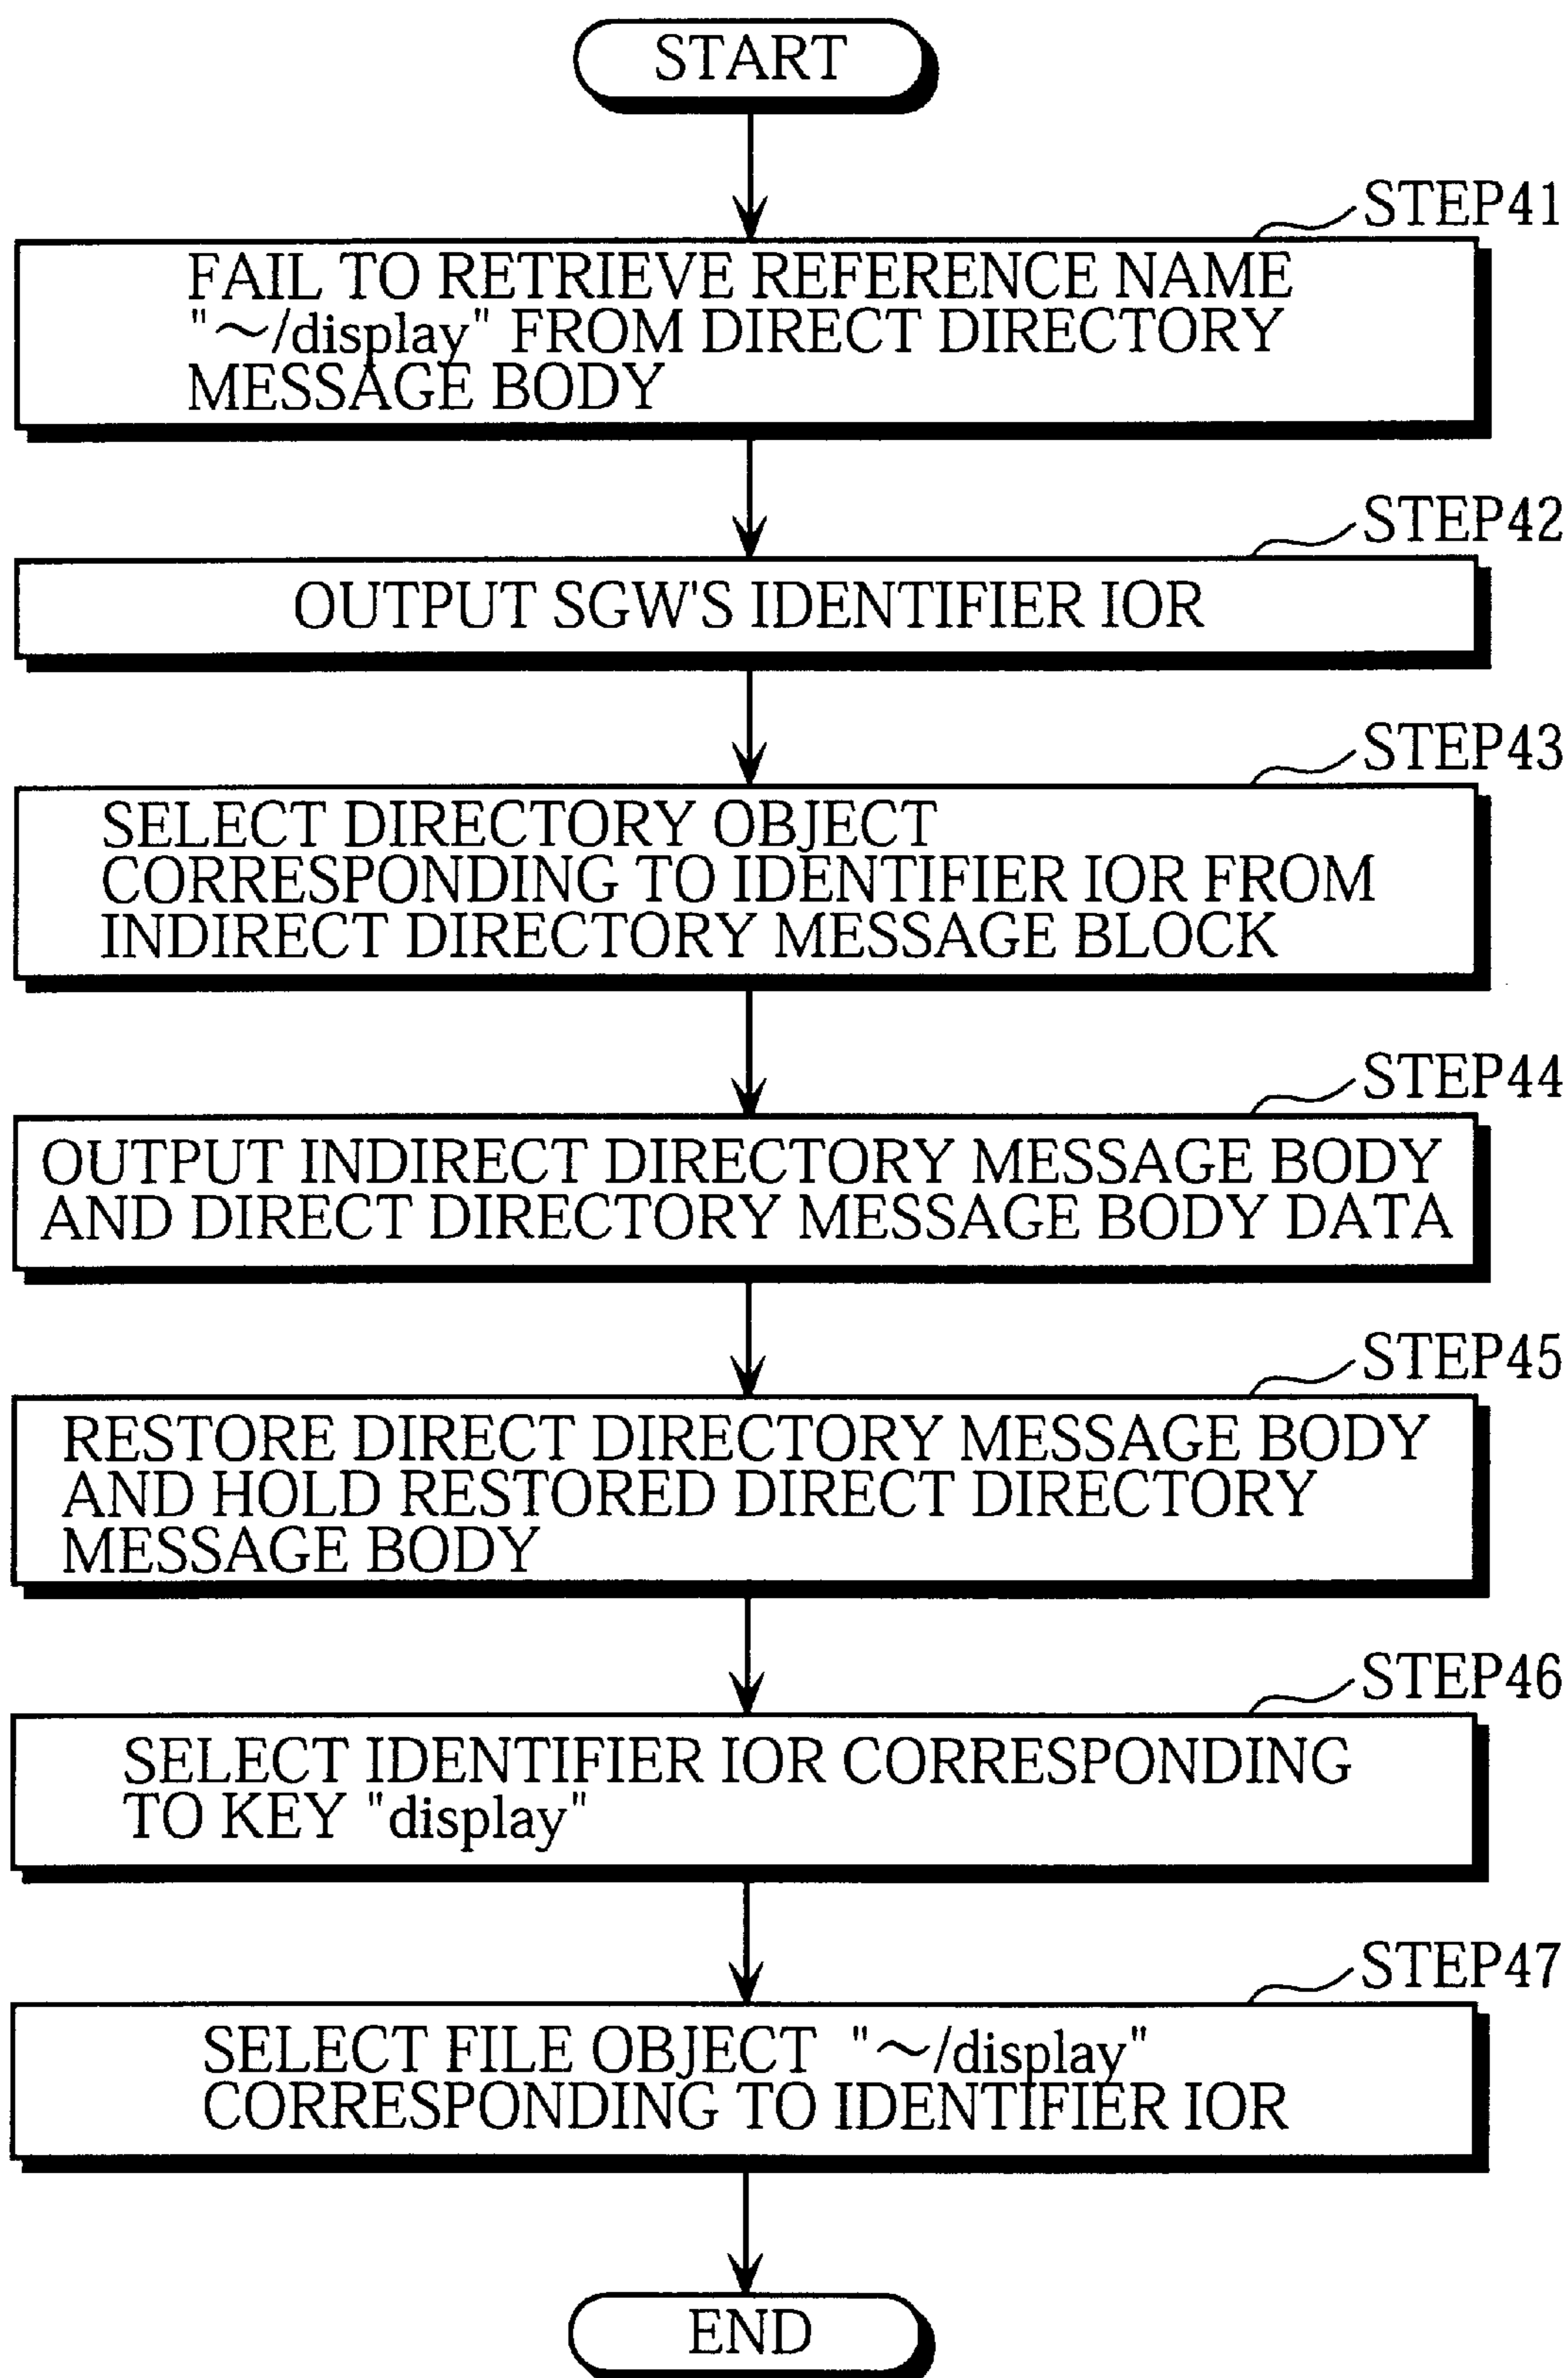 START
STEP41
FAIL TO RETRIEVE REFERENCE NAME
"～/display" FROM DIRECT DIRECTORY
MESSAGE BODY
STEP42
OUTPUT SGW'S IDENTIFIER IOR
STEP43
SELECT DIRECTORY OBJECT
CORRESPONDING TO IDENTIFIER IOR FROM
INDIRECT DIRECTORY MESSAGE BLOCK
STEP44
OUTPUT INDIRECT DIRECTORY MESSAGE BODY
AND DIRECT DIRECTORY MESSAGE BODY DATA
STEP45
RESTORE DIRECT DIRECTORY MESSAGE BODY
AND HOLD RESTORED DIRECT DIRECTORY
MESSAGE BODY
STEP46
SELECT IDENTIFIER IOR CORRESPONDING
TO KEY "display"
STEP47
SELECT FILE OBJECT "～/display"
CORRESPONDING TO IDENTIFIER IOR
END